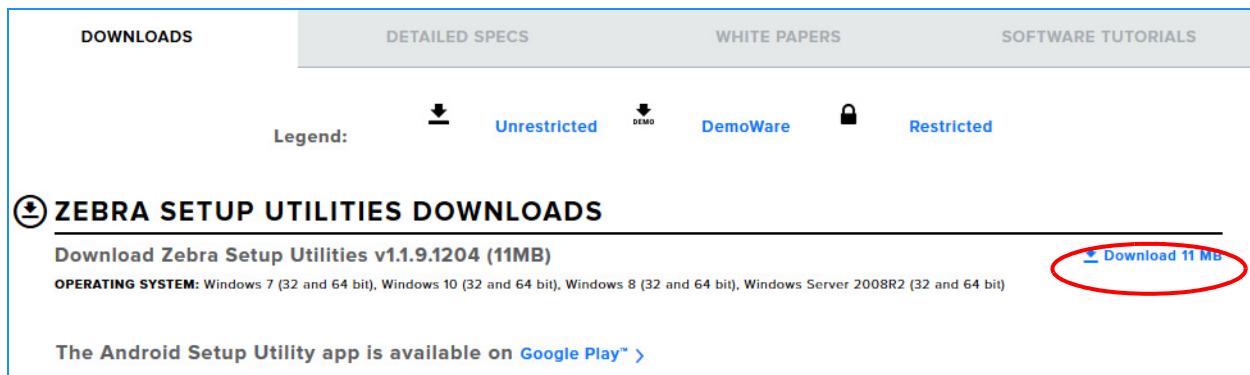 DOWNLOADS DETAILED SPECS WHITE PAPERS SOFTWARE TUTORIALS
Legend: Unrestricted DEMO DemoWare Restricted
ZEBRA SETUP UTILITIES DOWNLOADS
Download Zebra Setup Utilities v1.1.9.1204 (11MB) Download 11 MB
OPERATING SYSTEM: Windows 7 (32 and 64 bit), Windows 10 (32 and 64 bit), Windows 8 (32 and 64 bit), Windows Server 2008R2 (32 and 64 bit)
The Android Setup Utility app is available on Google Play™ >